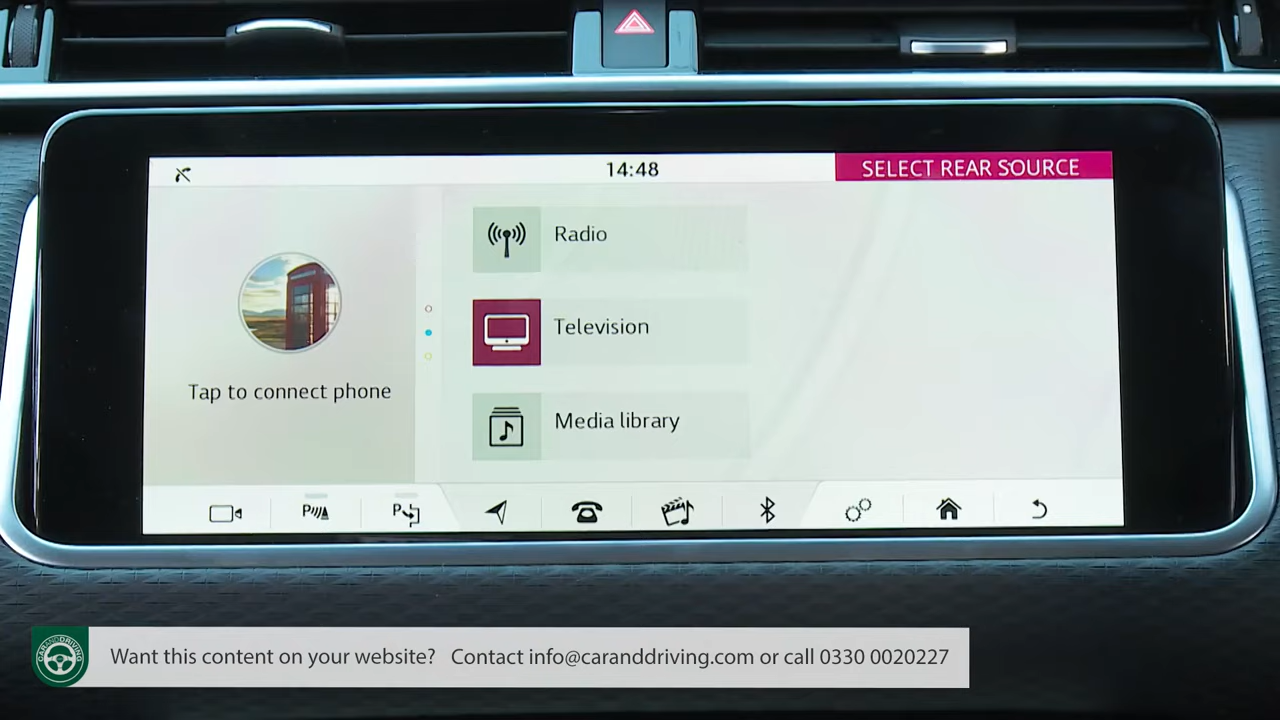 14:48
SELECT REAR SOURCE
Radio
Television
Tap to connect phone
Media library
P
P
CARANDDRIVING
Want this content on your website? Contact info@caranddriving.com or call 0330 0020227